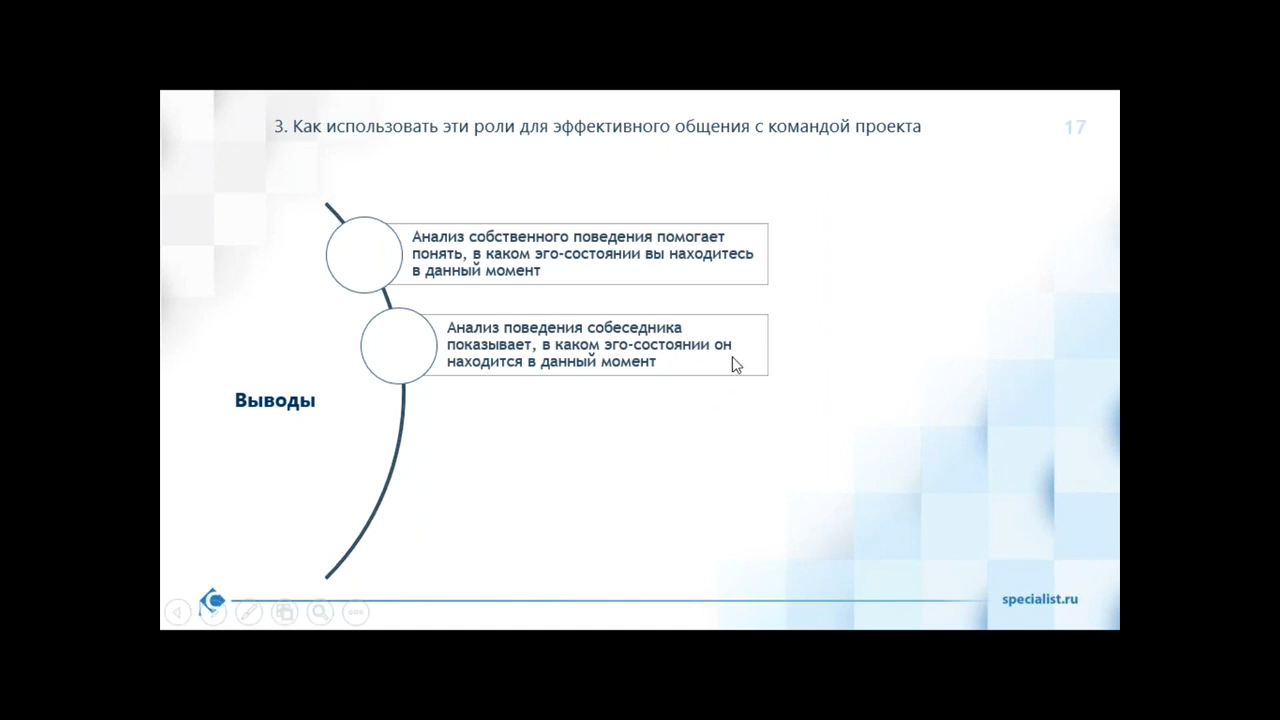 3. Как использовать эти роли для эффективного общения с командой проекта
17
Анализ собственного поведения помогает
понять, в каком эго-состоянии вы находитесь
в данный момент
Анализ поведения собеседника
показывает, в каком эго-состоянии он
находится в данный момент
Выводы
specialist.ru